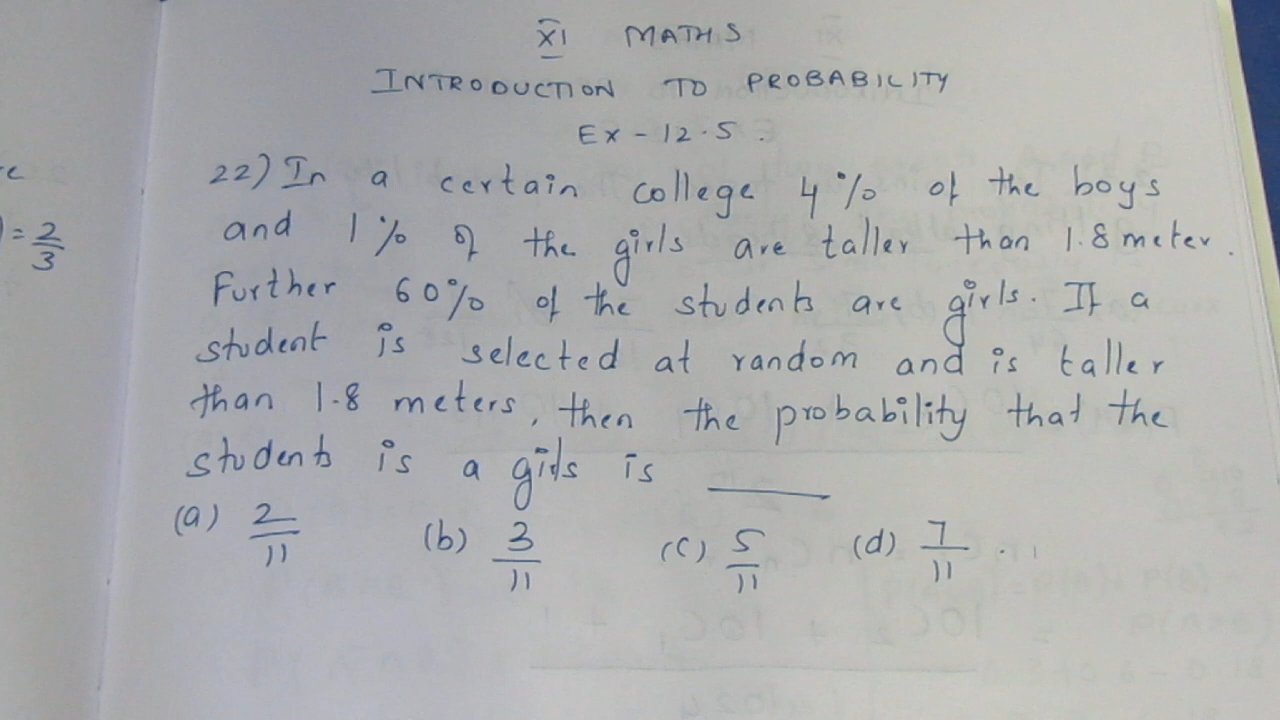 XI MATHS
INTRODUCTION TO PROBABILITY
Ex - 12.5.
22) In a certain college 4% of the boys
and 1% of the girls are taller than 1.8 meter.
Further 60% of the students are girls. If a
student is selected at random and is taller
than 1.8 meters, then the probability that the
students is a girls is ____
(a) 2/11 (b) 3/11 (c) 5/11 (d) 7/11.
= 2/3